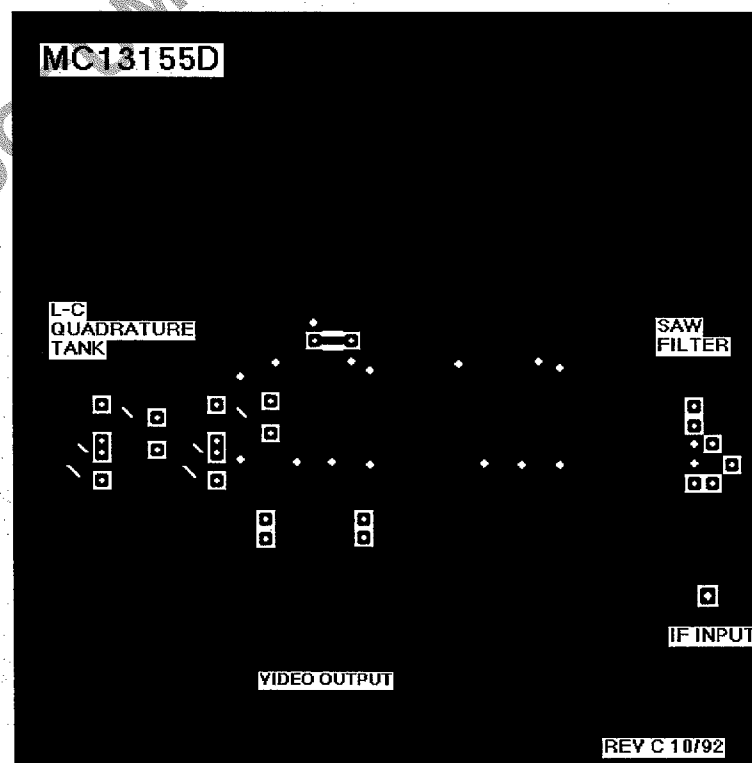 MC13155D
L-C
QUADRATURE
TANK
SAW
FILTER
IF INPUT
VIDEO OUTPUT
REV C 10/92